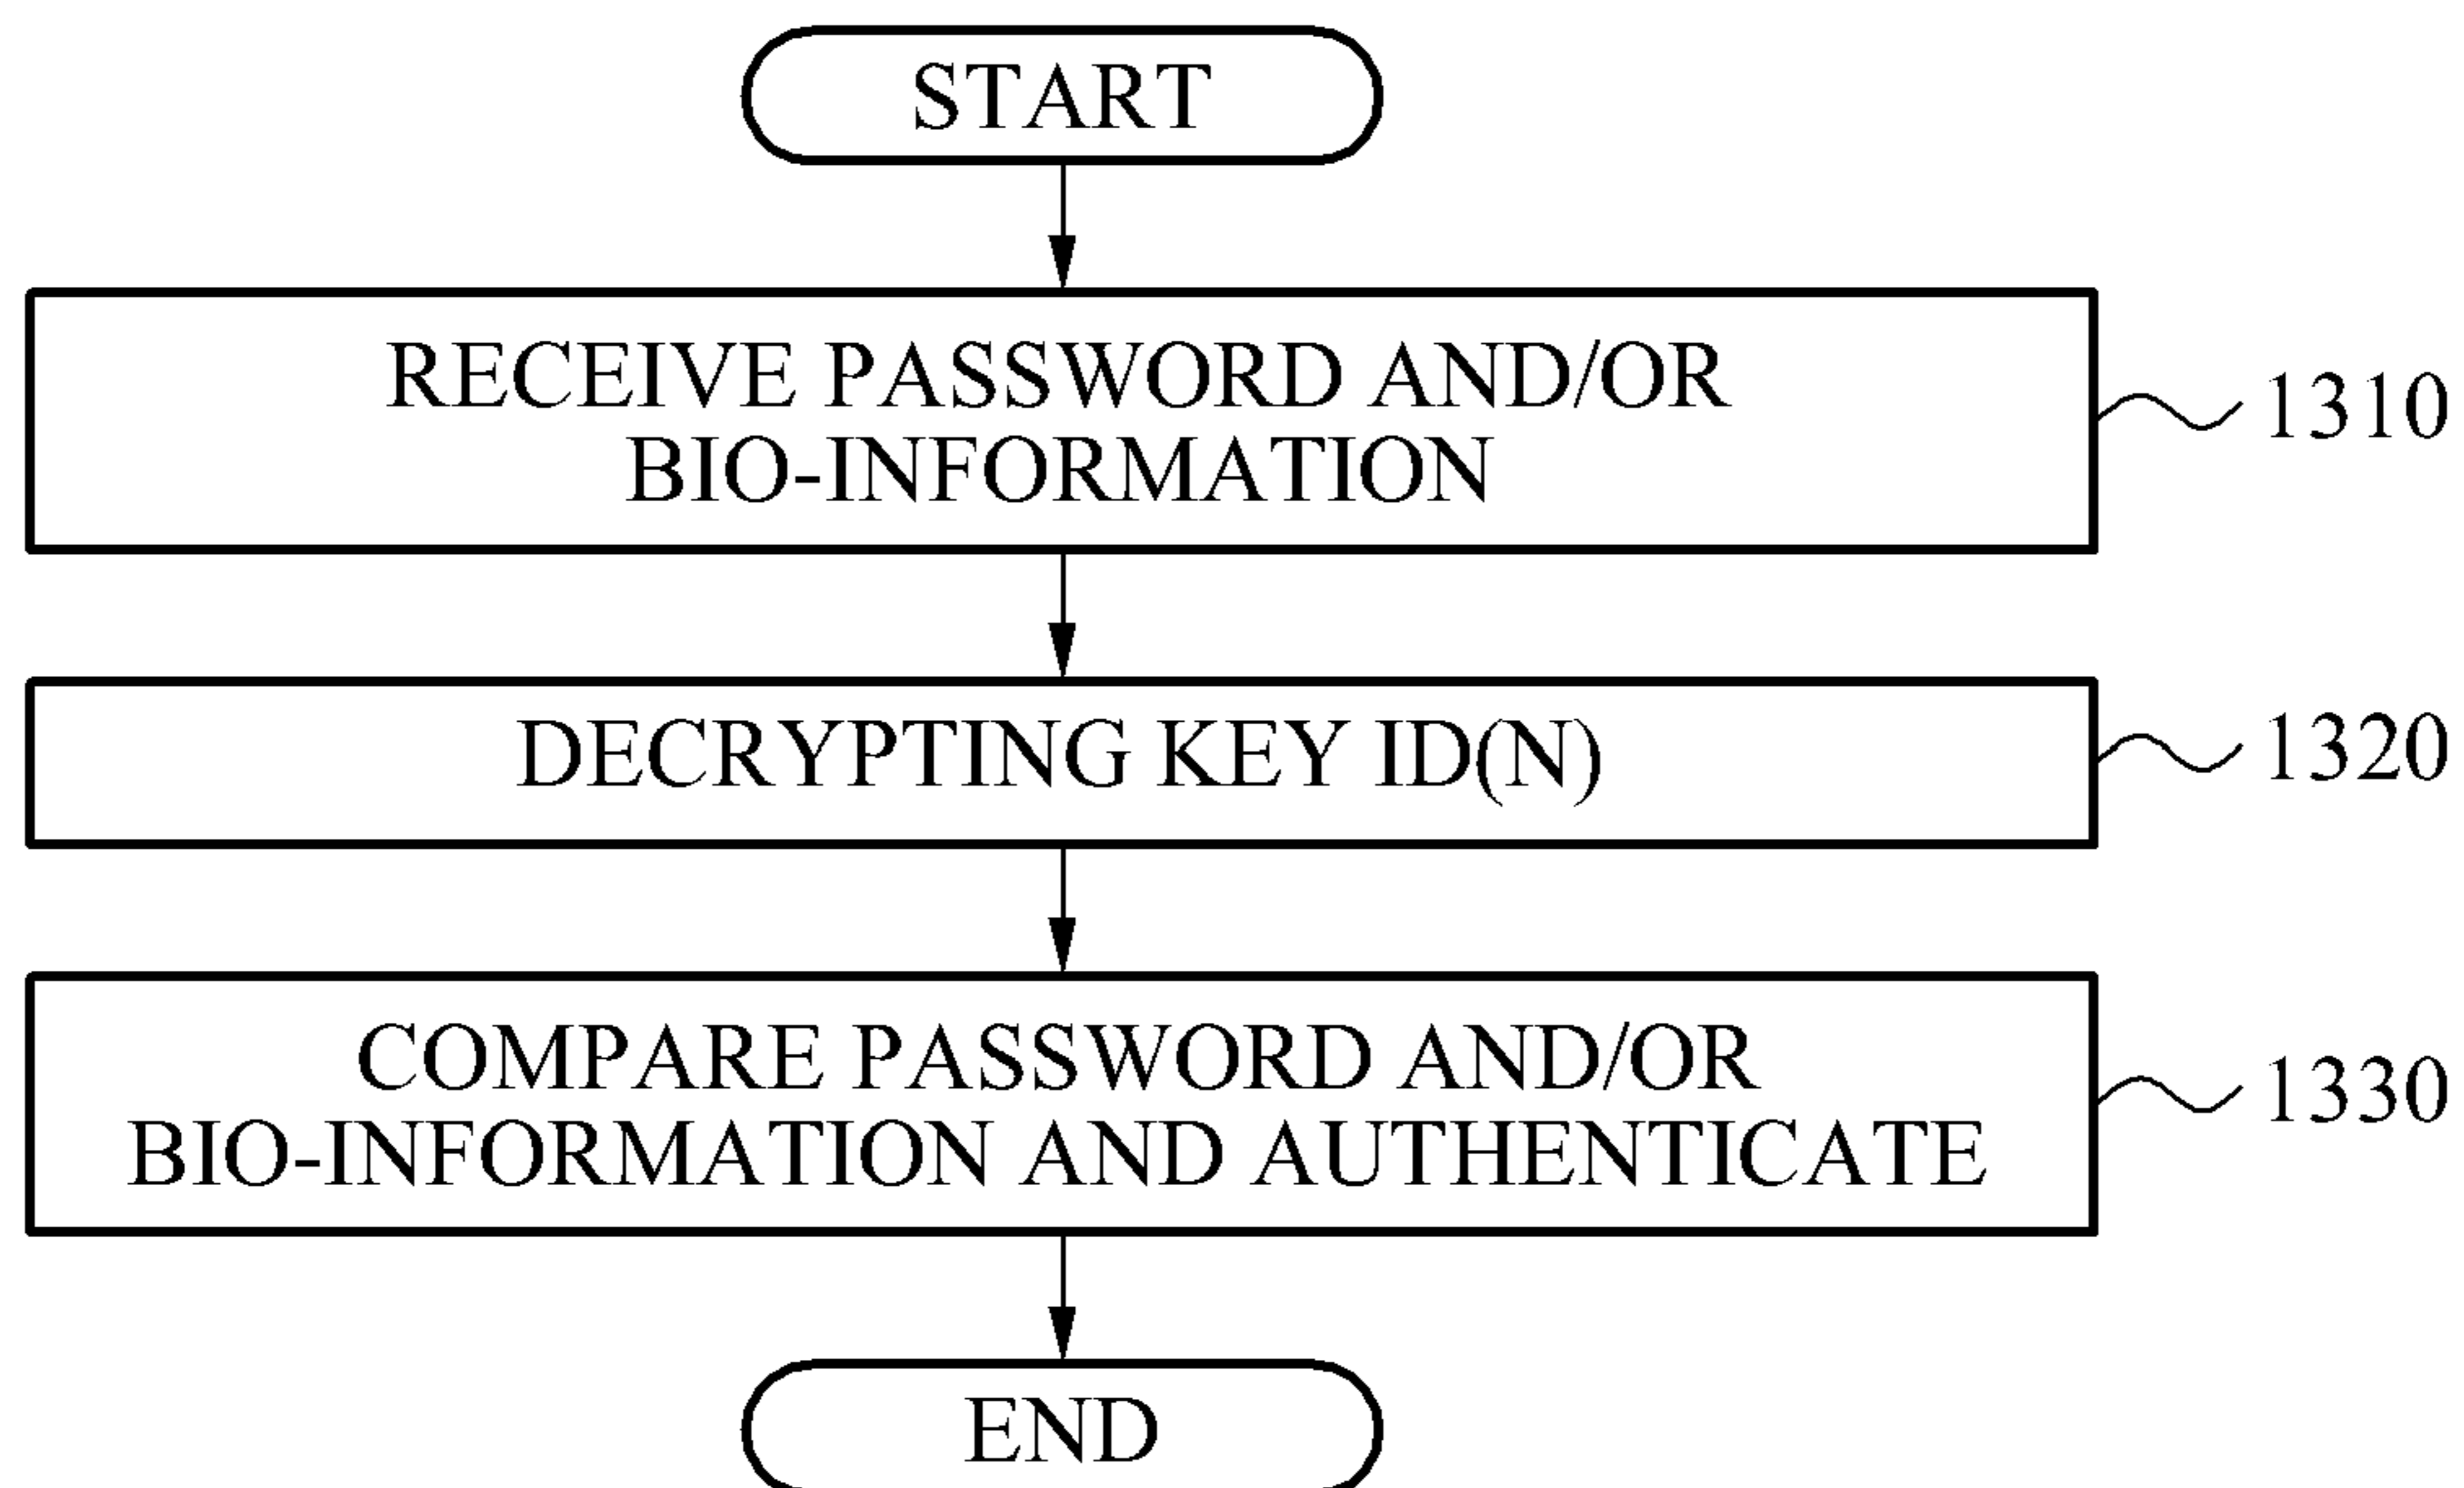 START
RECEIVE PASSWORD AND/OR
BIO-INFORMATION
1310
DECRYPTING KEY ID(N)
1320
COMPARE PASSWORD AND/OR
BIO-INFORMATION AND AUTHENTICATE
1330
END